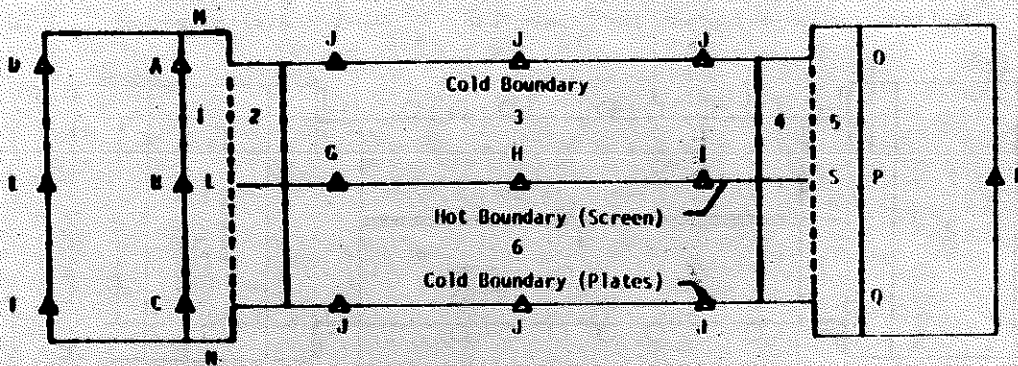 M
J J J
D A O
Cold Boundary
1 2 3 4 5
G H I
E B L S P
Hot Boundary (Screen)
6
Cold Boundary (Plates)
C Q
J J J
N